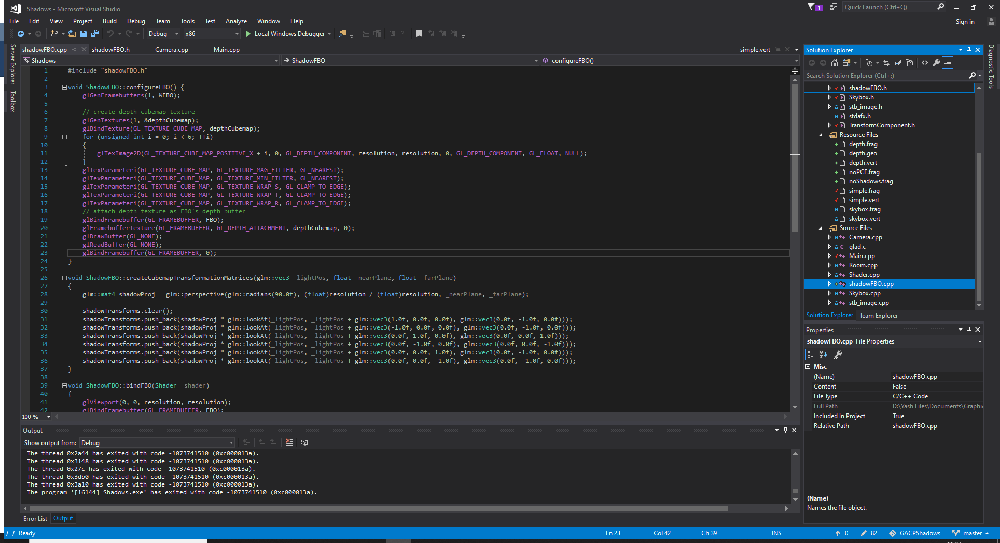 Shadows - Microsoft Visual Studio
1
Quick Launch (Ctrl+Q)
File Edit View Project Build Debug Team Tools Test Analyze Window Help
Sign in
Debug x86 Local Windows Debugger
Server Explorer
Toolbox
shadowFBO.cpp shadowFBO.h Camera.cpp Main.cpp simple.vert
Shadows ShadowFBO configureFBO()
1 #include "shadowFBO.h"
2
3 void ShadowFBO::configureFBO() {
4 glGenFramebuffers(1, &FBO);
5
6 // create depth cubemap texture
7 glGenTextures(1, &depthCubemap);
8 glBindTexture(GL_TEXTURE_CUBE_MAP, depthCubemap);
9 for (unsigned int i = 0; i < 6; ++i)
10 {
11 glTexImage2D(GL_TEXTURE_CUBE_MAP_POSITIVE_X + i, 0, GL_DEPTH_COMPONENT, resolution, resolution, 0, GL_DEPTH_COMPONENT, GL_FLOAT, NULL);
12 }
13 glTexParameteri(GL_TEXTURE_CUBE_MAP, GL_TEXTURE_MAG_FILTER, GL_NEAREST);
14 glTexParameteri(GL_TEXTURE_CUBE_MAP, GL_TEXTURE_MIN_FILTER, GL_NEAREST);
15 glTexParameteri(GL_TEXTURE_CUBE_MAP, GL_TEXTURE_WRAP_S, GL_CLAMP_TO_EDGE);
16 glTexParameteri(GL_TEXTURE_CUBE_MAP, GL_TEXTURE_WRAP_T, GL_CLAMP_TO_EDGE);
17 glTexParameteri(GL_TEXTURE_CUBE_MAP, GL_TEXTURE_WRAP_R, GL_CLAMP_TO_EDGE);
18 // attach depth texture as FBO's depth buffer
19 glBindFramebuffer(GL_FRAMEBUFFER, FBO);
20 glFramebufferTexture(GL_FRAMEBUFFER, GL_DEPTH_ATTACHMENT, depthCubemap, 0);
21 glDrawBuffer(GL_NONE);
22 glReadBuffer(GL_NONE);
23 glBindFramebuffer(GL_FRAMEBUFFER, 0);
24 }
25
26 void ShadowFBO::createCubemapTransformationMatrices(glm::vec3 _lightPos, float _nearPlane, float _farPlane)
27 {
28 glm::mat4 shadowProj = glm::perspective(glm::radians(90.0f), (float)resolution / (float)resolution, _nearPlane, _farPlane);
29
30 shadowTransforms.clear();
31 shadowTransforms.push_back(shadowProj * glm::lookAt(_lightPos, _lightPos + glm::vec3(1.0f, 0.0f, 0.0f), glm::vec3(0.0f, -1.0f, 0.0f)));
32 shadowTransforms.push_back(shadowProj * glm::lookAt(_lightPos, _lightPos + glm::vec3(-1.0f, 0.0f, 0.0f), glm::vec3(0.0f, -1.0f, 0.0f)));
33 shadowTransforms.push_back(shadowProj * glm::lookAt(_lightPos, _lightPos + glm::vec3(0.0f, 1.0f, 0.0f), glm::vec3(0.0f, 0.0f, 1.0f)));
34 shadowTransforms.push_back(shadowProj * glm::lookAt(_lightPos, _lightPos + glm::vec3(0.0f, -1.0f, 0.0f), glm::vec3(0.0f, 0.0f, -1.0f)));
35 shadowTransforms.push_back(shadowProj * glm::lookAt(_lightPos, _lightPos + glm::vec3(0.0f, 0.0f, 1.0f), glm::vec3(0.0f, -1.0f, 0.0f)));
36 shadowTransforms.push_back(shadowProj * glm::lookAt(_lightPos, _lightPos + glm::vec3(0.0f, 0.0f, -1.0f), glm::vec3(0.0f, -1.0f, 0.0f)));
37 }
38
39 void ShadowFBO::bindFBO(Shader _shader)
40 {
41 glViewport(0, 0, resolution, resolution);
42 glBindFramebuffer(GL_FRAMEBUFFER, FBO);
100 %
Output
Show output from: Debug
The thread 0x2a44 has exited with code -1073741510 (0xc000013a).
The thread 0x3148 has exited with code -1073741510 (0xc000013a).
The thread 0x27c has exited with code -1073741510 (0xc000013a).
The thread 0x3db0 has exited with code -1073741510 (0xc000013a).
The thread 0x3a10 has exited with code -1073741510 (0xc000013a).
The program '[16144] Shadows.exe' has exited with code -1073741510 (0xc000013a).
Error List Output
Solution Explorer
Search Solution Explorer (Ctrl+;)
shadowFBO.h
Skybox.h
stb_image.h
stdafx.h
TransformComponent.h
Resource Files
depth.frag
depth.geo
depth.vert
noPCF.frag
noShadows.frag
simple.frag
simple.vert
skybox.frag
skybox.vert
Source Files
Camera.cpp
glad.c
Main.cpp
Room.cpp
Shader.cpp
shadowFBO.cpp
Skybox.cpp
stb_image.cpp
Solution Explorer Team Explorer
Properties
shadowFBO.cpp File Properties
Misc
(Name) shadowFBO.cpp
Content False
File Type C/C++ Code
Full Path D:\Yash Files\Documents\Graphi
Included In Project True
Relative Path shadowFBO.cpp
(Name)
Names the file object.
Diagnostic Tools
Ready Ln 23 Col 42 Ch 39 INS 0 82 GACPShadows master